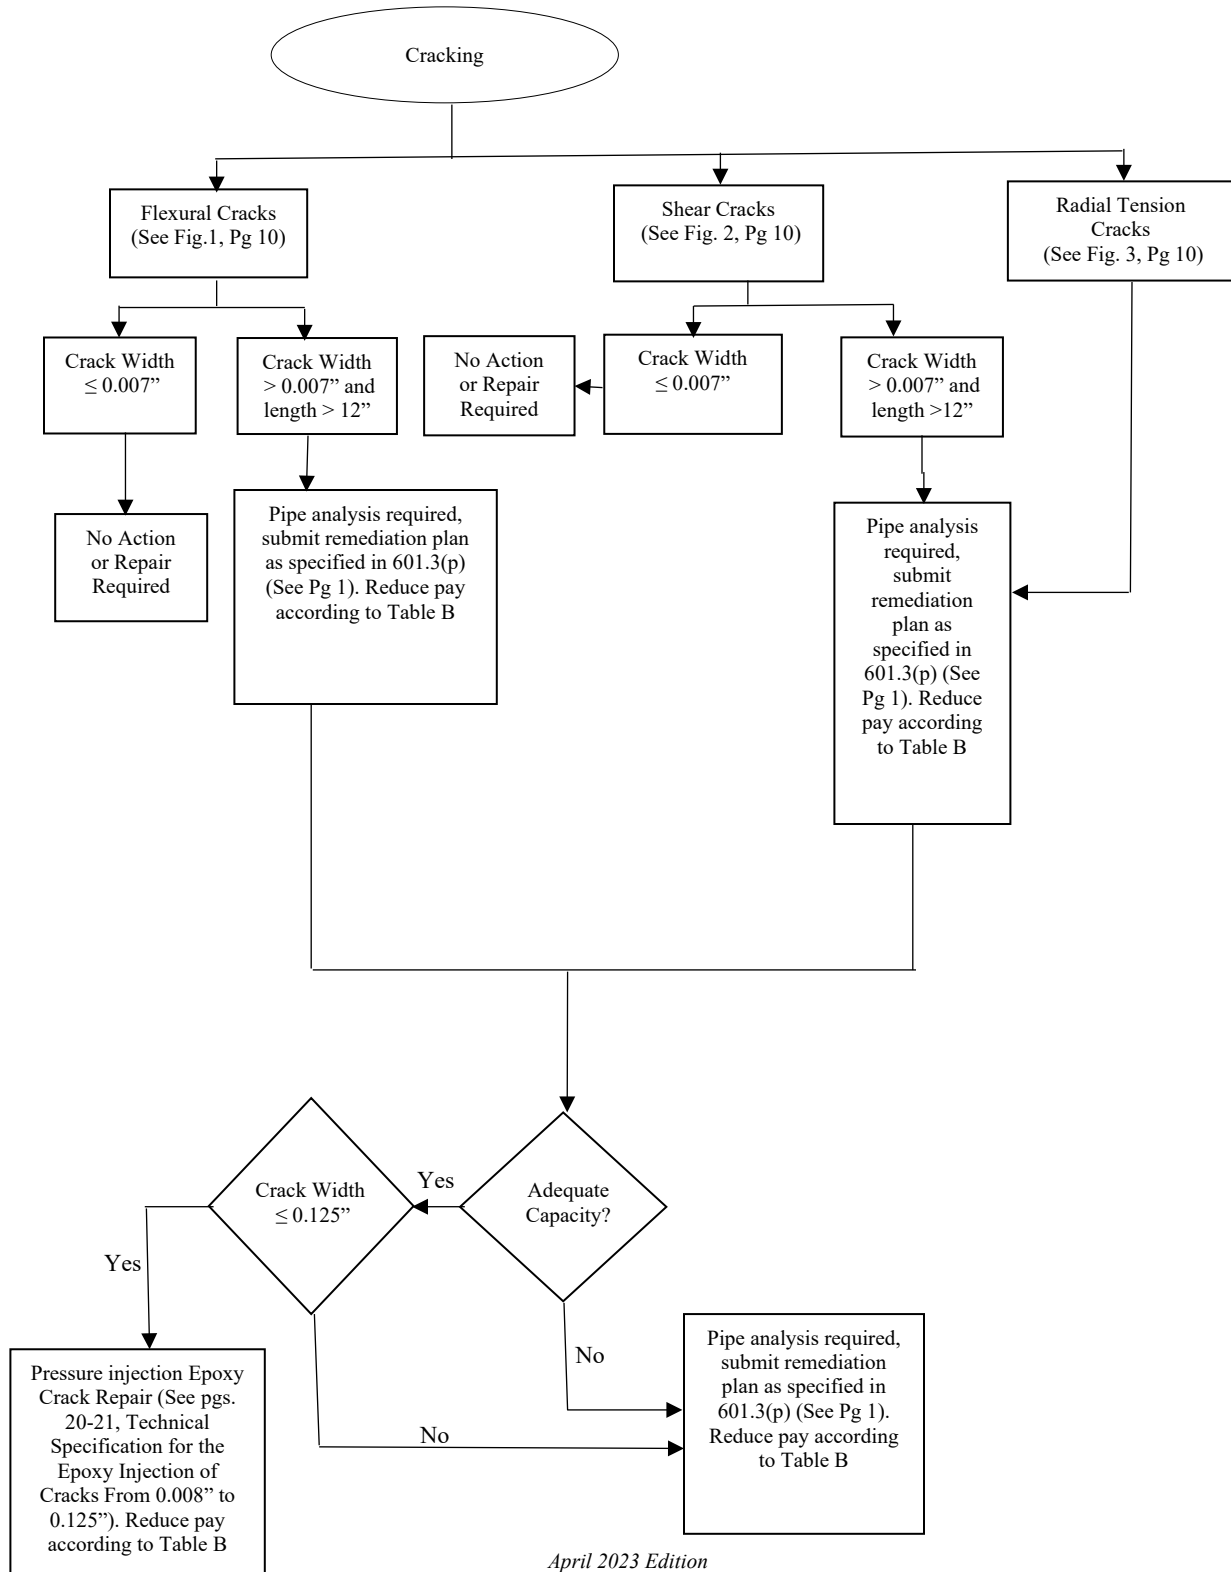 Cracking
Flexural Cracks
(See Fig.1, Pg 10)
Shear Cracks
(See Fig. 2, Pg 10)
Radial Tension
Cracks
(See Fig. 3, Pg 10)
Crack Width
≤ 0.007”
Crack Width
> 0.007” and
length > 12”
No Action
or Repair
Required
Crack Width
≤ 0.007”
Crack Width
> 0.007” and
length >12”
No Action
or Repair
Required
Pipe analysis required,
submit remediation plan
as specified in 601.3(p)
(See Pg 1). Reduce pay
according to Table B
Pipe analysis
required,
submit
remediation
plan as
specified in
601.3(p) (See
Pg 1). Reduce
pay according
to Table B
Crack Width
≤ 0.125”
Yes
Adequate
Capacity?
Yes
No
No
Pressure injection Epoxy
Crack Repair (See pgs.
20-21, Technical
Specification for the
Epoxy Injection of
Cracks From 0.008” to
0.125”). Reduce pay
according to Table B
Pipe analysis required,
submit remediation
plan as specified in
601.3(p) (See Pg 1).
Reduce pay according
to Table B
April 2023 Edition